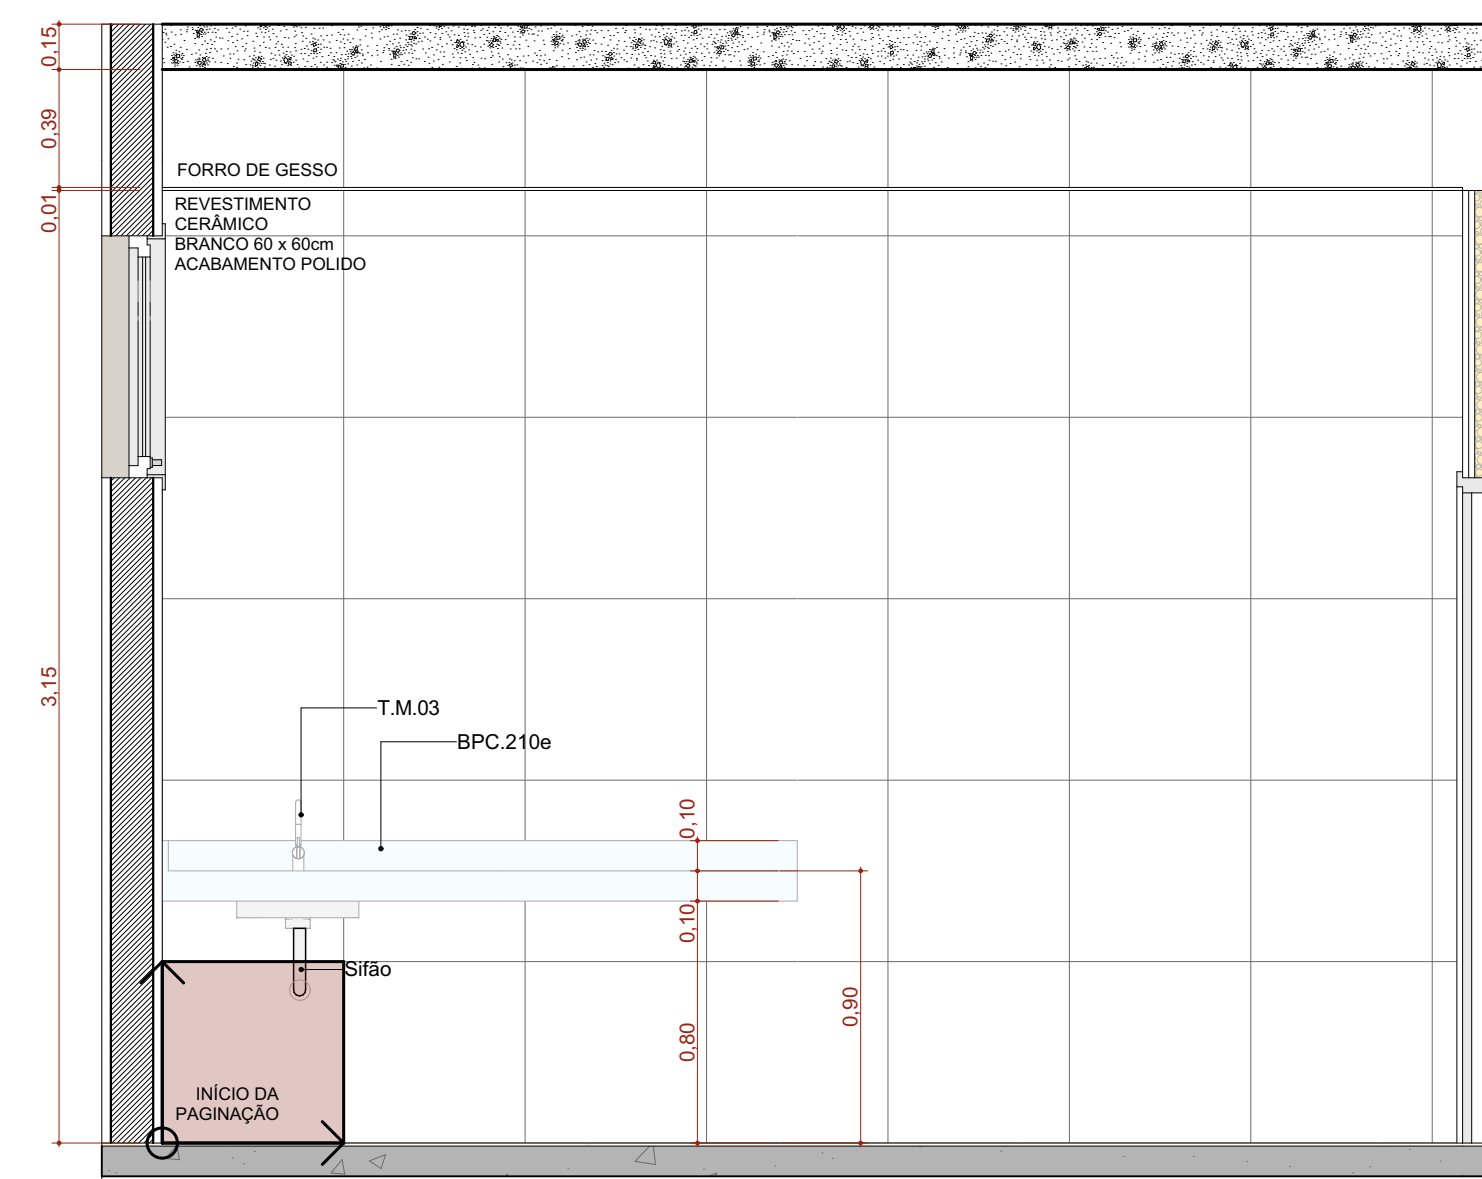 0,15
0,39
FORRO DE GESSO
0,01
REVESTIMENTO
CERÂMICO
BRANCO 60 x 60cm
ACABAMENTO POLIDO
3,15
T.M.03
BPC.210e
0,10
0,10
Sifão
0,90
0,80
INÍCIO DA
PAGINAÇÃO